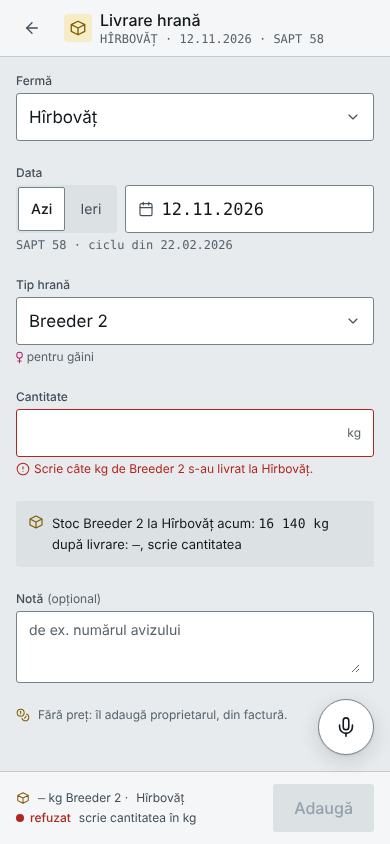 Livrare hrană
HÎRBOVĂȚ · 12.11.2026 · SAPT 58
Fermă
Hîrbovăț
Data
Azi Ieri 12.11.2026
SAPT 58 · ciclu din 22.02.2026
Tip hrană
Breeder 2
♀ pentru găini
Cantitate
kg
Scrie câte kg de Breeder 2 s-au livrat la Hîrbovăț.
Stoc Breeder 2 la Hîrbovăț acum: 16 140 kg
după livrare: —, scrie cantitatea
Notă (opțional)
de ex. numărul avizului
Fără preț: îl adaugă proprietarul, din factură.
— kg Breeder 2 · Hîrbovăț
refuzat scrie cantitatea în kg
Adaugă